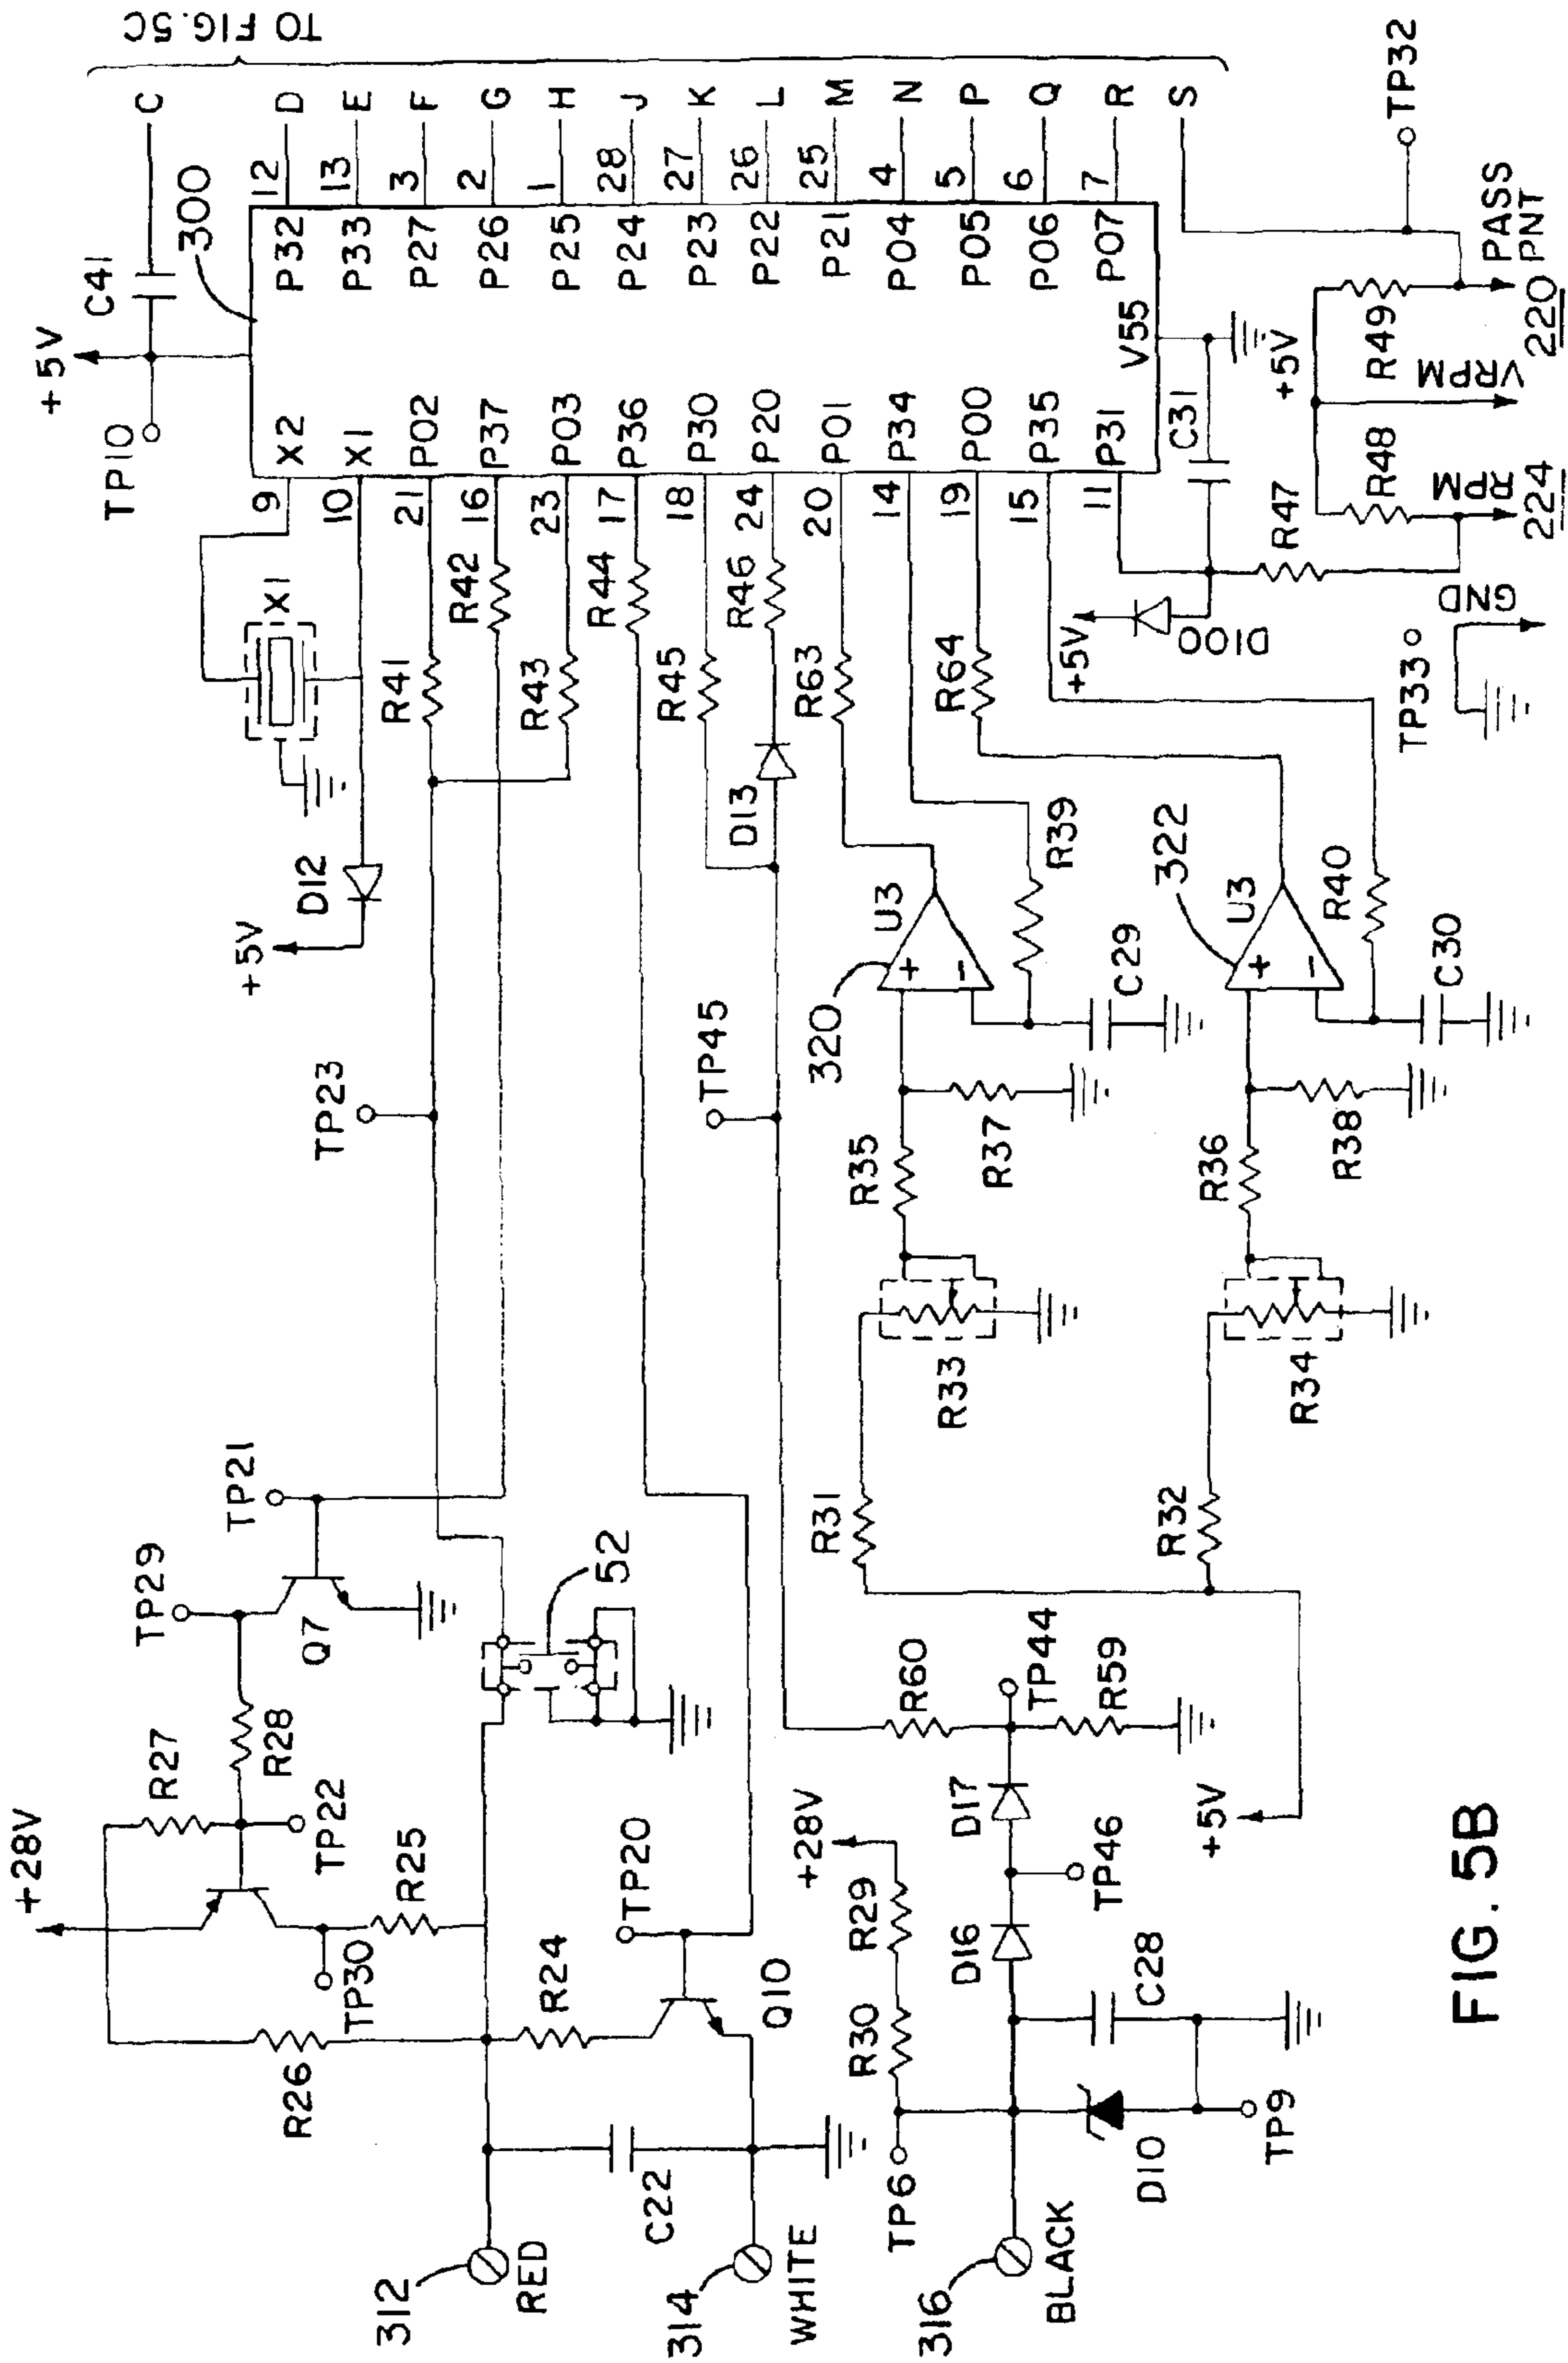 TO FIG. 5C
+5V
C41
C
TP10
300
X2
9
P32
12
D
X1
10
P33
13
E
P02
21
P27
3
F
P37
16
P26
2
G
P03
23
P25
1
H
P36
17
P24
28
J
P30
18
P23
27
K
P20
24
P22
26
L
P01
20
P21
25
M
P34
14
P04
4
N
P00
19
P05
5
P
P35
15
P06
6
Q
P31
11
P07
7
R
V55
S
X1
D12
+5V
R41
R42
R43
R44
R45
R46
D13
R63
R64
TP23
TP45
320
U3
R39
C29
R35
R37
322
U3
R40
C30
R36
R38
R33
R34
R31
R32
+5V
D100
C31
R47
R48
R49
+5V
TP32
TP33
GND
RPM
224
VRPM
PASS
PNT
220
+28V
R27
R28
TP22
TP29
TP21
Q7
R26
R25
TP30
52
R24
TP20
Q10
312
RED
C22
314
WHITE
+28V
R29
R30
TP6
316
BLACK
D16
D17
TP46
TP44
R60
R59
C28
D10
TP9
FIG. 5B